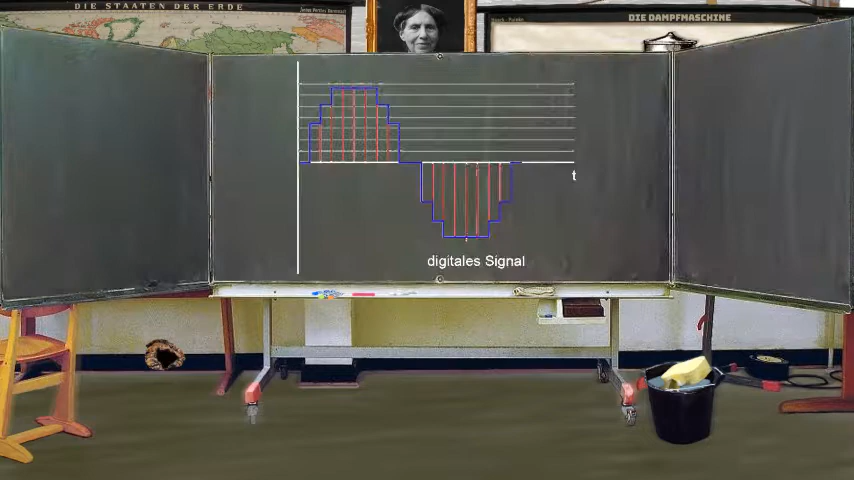 DIE STAATEN DER ERDE
DIE DAMPFMASCHINE
t
digitales Signal